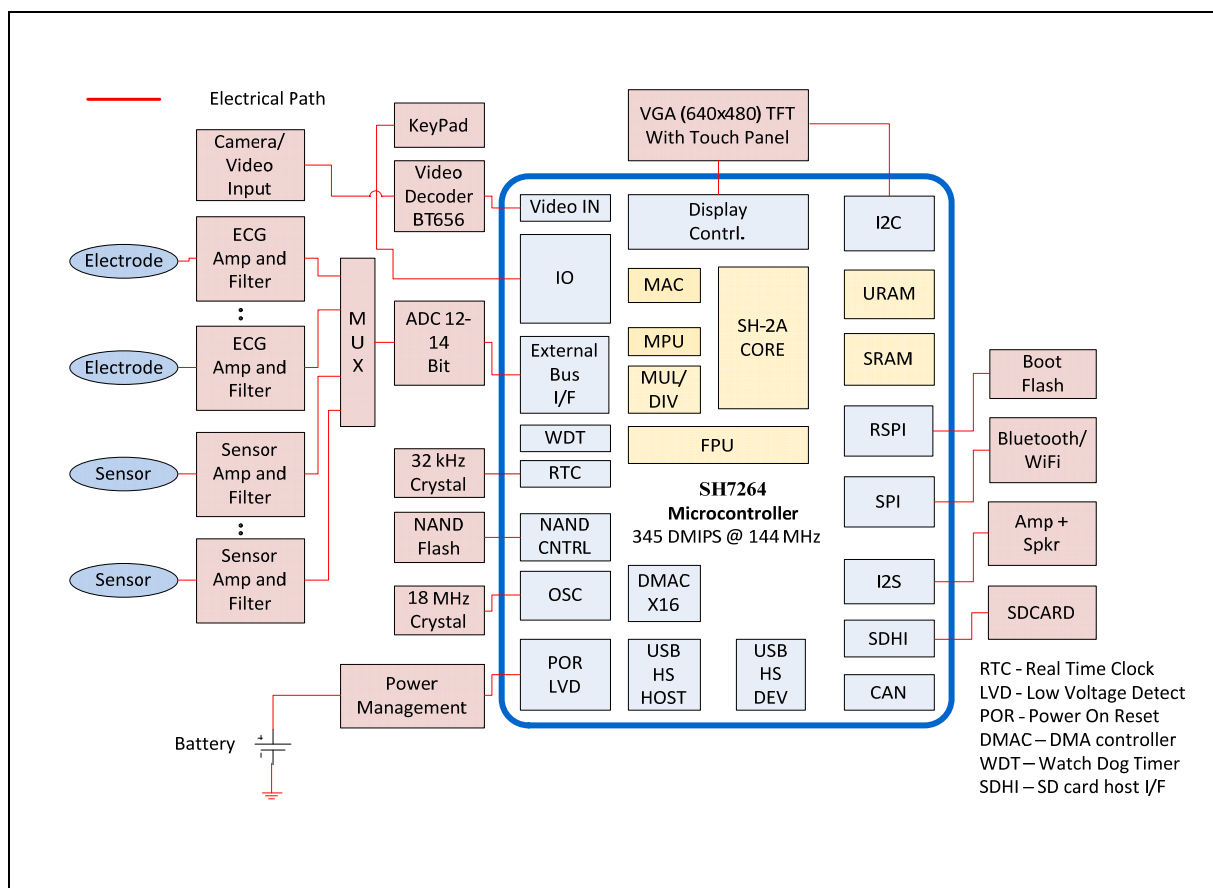 Electrical Path
Camera/
Video
Input
KeyPad
Video
Decoder
BT656
VGA (640x480) TFT
With Touch Panel
Electrode
ECG
Amp and
Filter
:
Electrode
ECG
Amp and
Filter
Sensor
Sensor
Amp and
Filter
:
Sensor
Sensor
Amp and
Filter
M
U
X
ADC 12-
14
Bit
32 kHz
Crystal
NAND
Flash
18 MHz
Crystal
Power
Management
Battery
+
-
Video IN
IO
External
Bus
I/F
WDT
RTC
NAND
CNTRL
OSC
POR
LVD
Display
Contrl.
MAC
MPU
MUL/
DIV
SH-2A
CORE
FPU
SH7264
Microcontroller
345 DMIPS @ 144 MHz
DMAC
X16
USB
HS
HOST
USB
HS
DEV
I2C
URAM
SRAM
RSPI
SPI
I2S
SDHI
CAN
Boot
Flash
Bluetooth/
WiFi
Amp +
Spkr
SDCARD
RTC - Real Time Clock
LVD - Low Voltage Detect
POR - Power On Reset
DMAC – DMA controller
WDT – Watch Dog Timer
SDHI – SD card host I/F